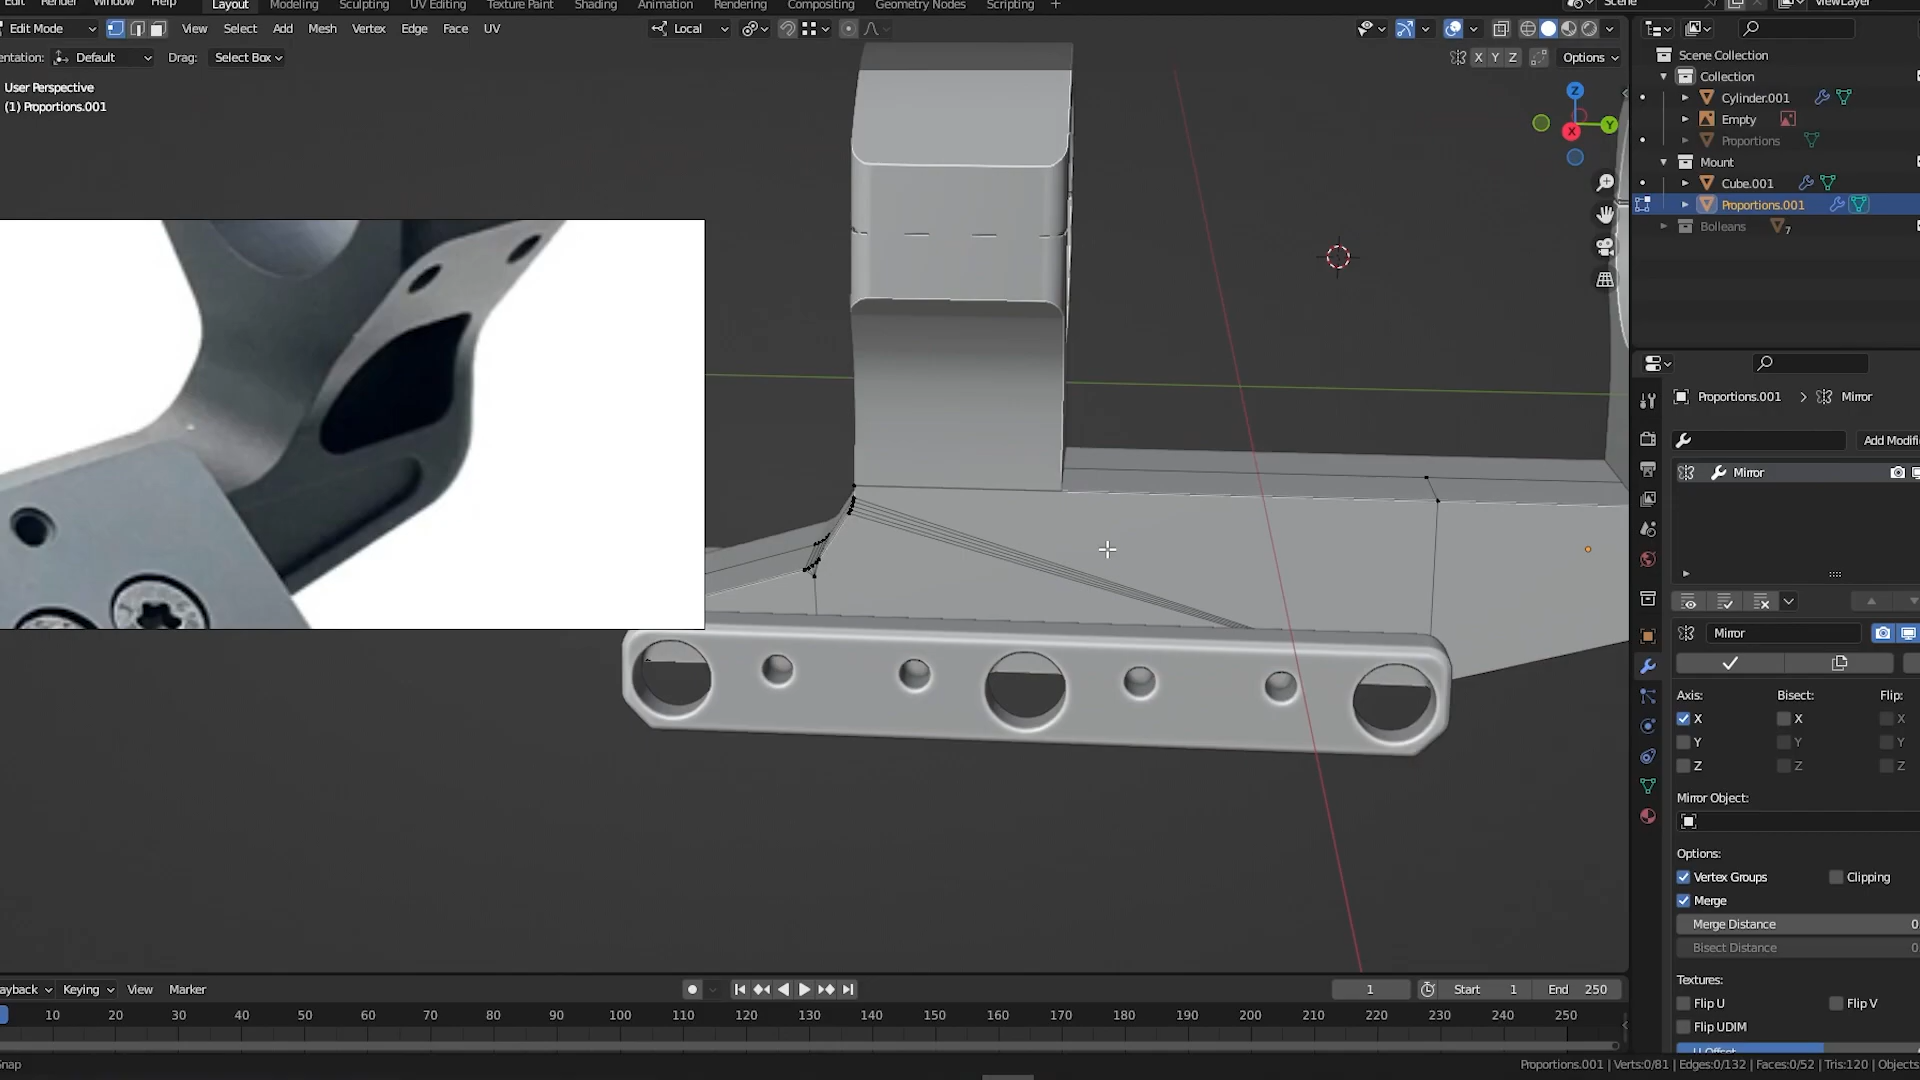 Edit Render Window Help Layout Modeling Sculpting UV Editing Texture Paint Shading Animation Rendering Compositing Geometry Nodes Scripting + Scene ViewLayer
Edit Mode View Select Add Mesh Vertex Edge Face UV Local
entation: Default Drag: Select Box X Y Z Options
User Perspective
(1) Proportions.001
Z
Y
X
Scene Collection
Collection
Cylinder.001
Empty
Proportions
Mount
Cube.001
Proportions.001
Bolleans 7
Proportions.001 > Mirror
Add Modifi
Mirror
Mirror
Axis: Bisect: Flip:
X X X
Y Y Y
Z Z Z
Mirror Object:
Options:
Vertex Groups Clipping
Merge
Merge Distance 0
Bisect Distance 0
Textures:
Flip U Flip V
Flip UDIM
U Offset
ayback Keying View Marker 1 Start 1 End 250
10 20 30 40 50 60 70 80 90 100 110 120 130 140 150 160 170 180 190 200 210 220 230 240 250
Snap Proportions.001 | Verts:0/81 | Edges:0/132 | Faces:0/52 | Tris:120 | Objects